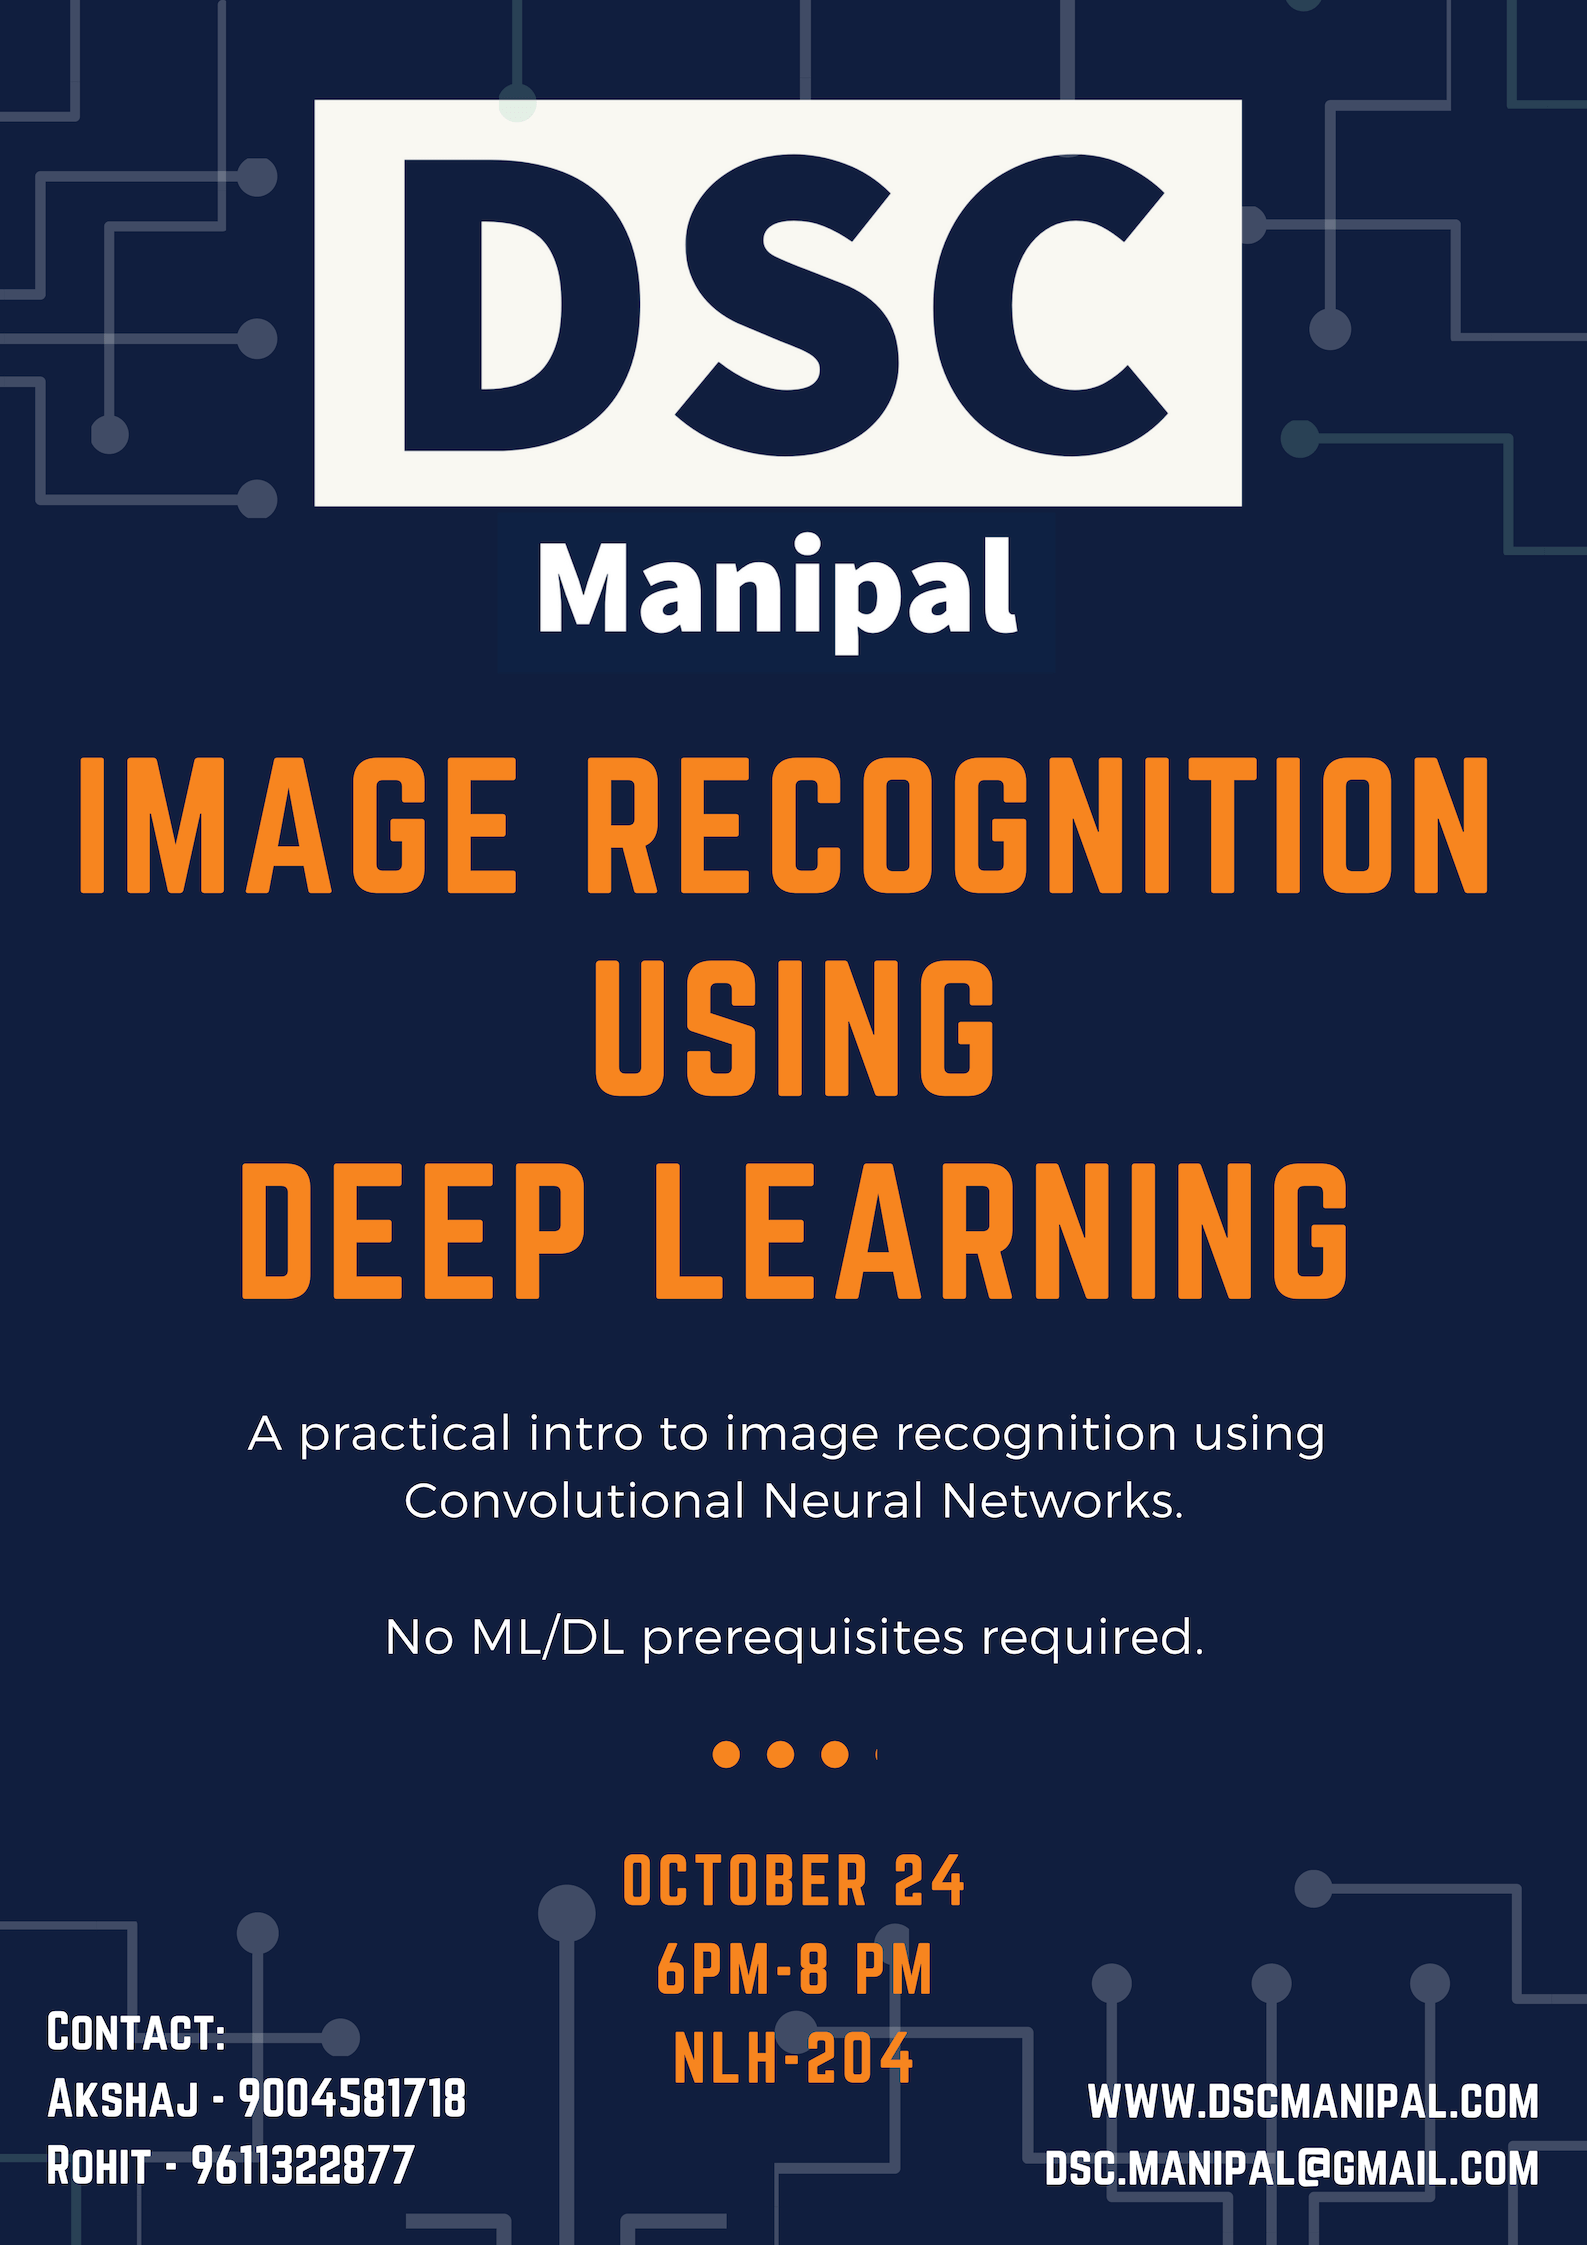 DSC
Manipal
IMAGE RECOGNITION
USING
DEEP LEARNING
A practical intro to image recognition using
Convolutional Neural Networks.
No ML/DL prerequisites required.
OCTOBER 24
6PM-8 PM
NLH-204
CONTACT:
AKSHAJ - 9004581718
ROHIT - 9611322877
WWW.DSCMANIPAL.COM
DSC.MANIPAL@GMAIL.COM